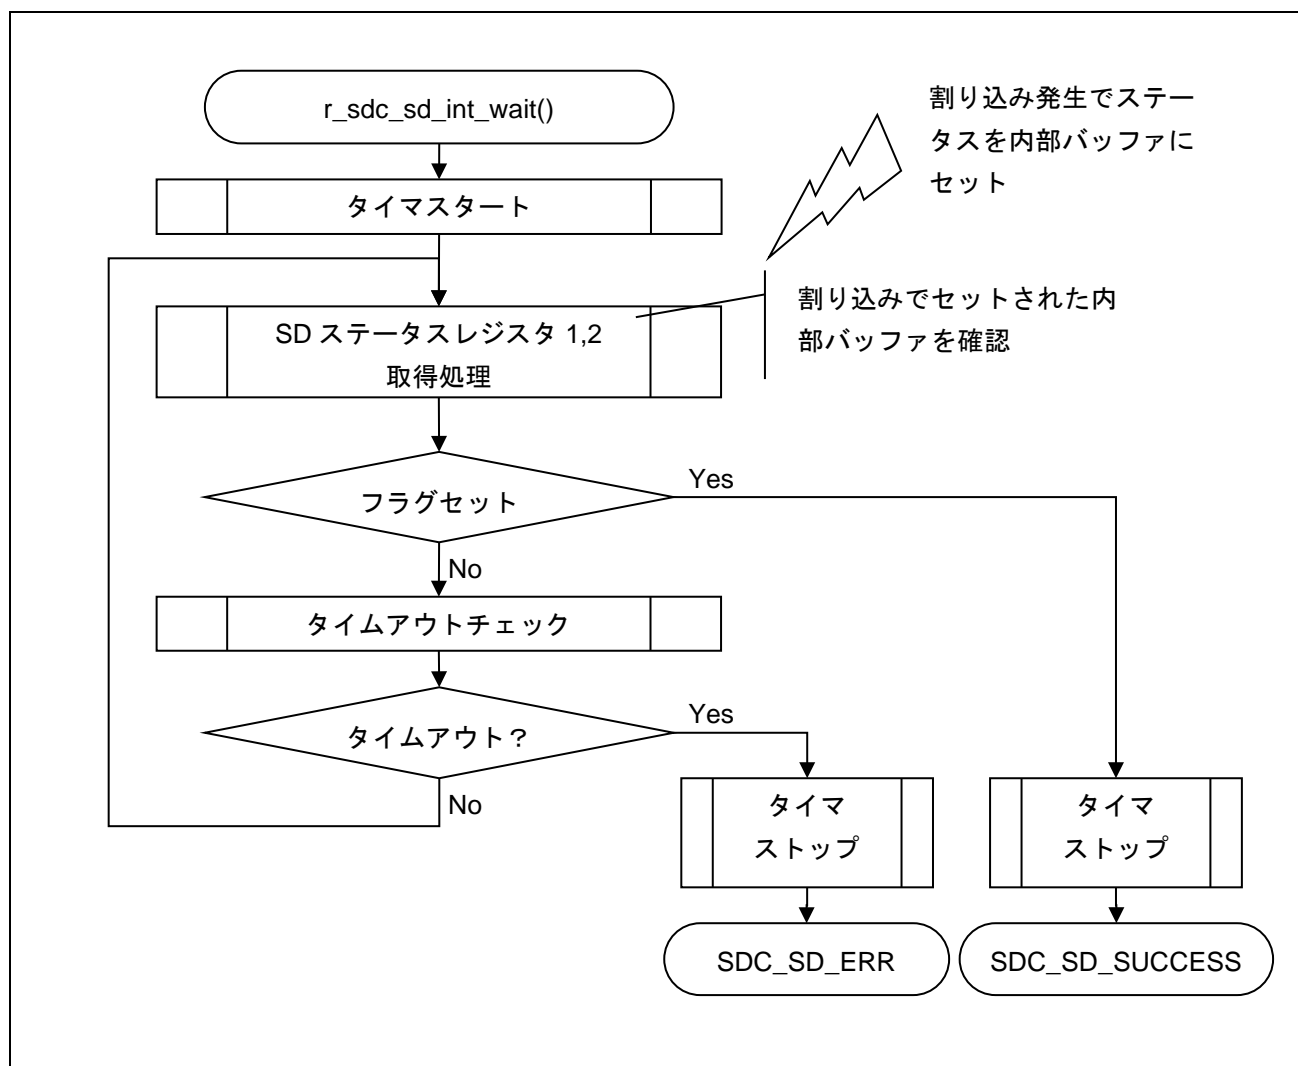 r_sdc_sd_int_wait()
割り込み発生でステー
タスを内部バッファに
セット
タイマスタート
SD ステータスレジスタ 1,2
取得処理
割り込みでセットされた内
部バッファを確認
フラグセット
Yes
No
タイムアウトチェック
タイムアウト？
Yes
No
タイマ
ストップ
タイマ
ストップ
SDC_SD_ERR
SDC_SD_SUCCESS